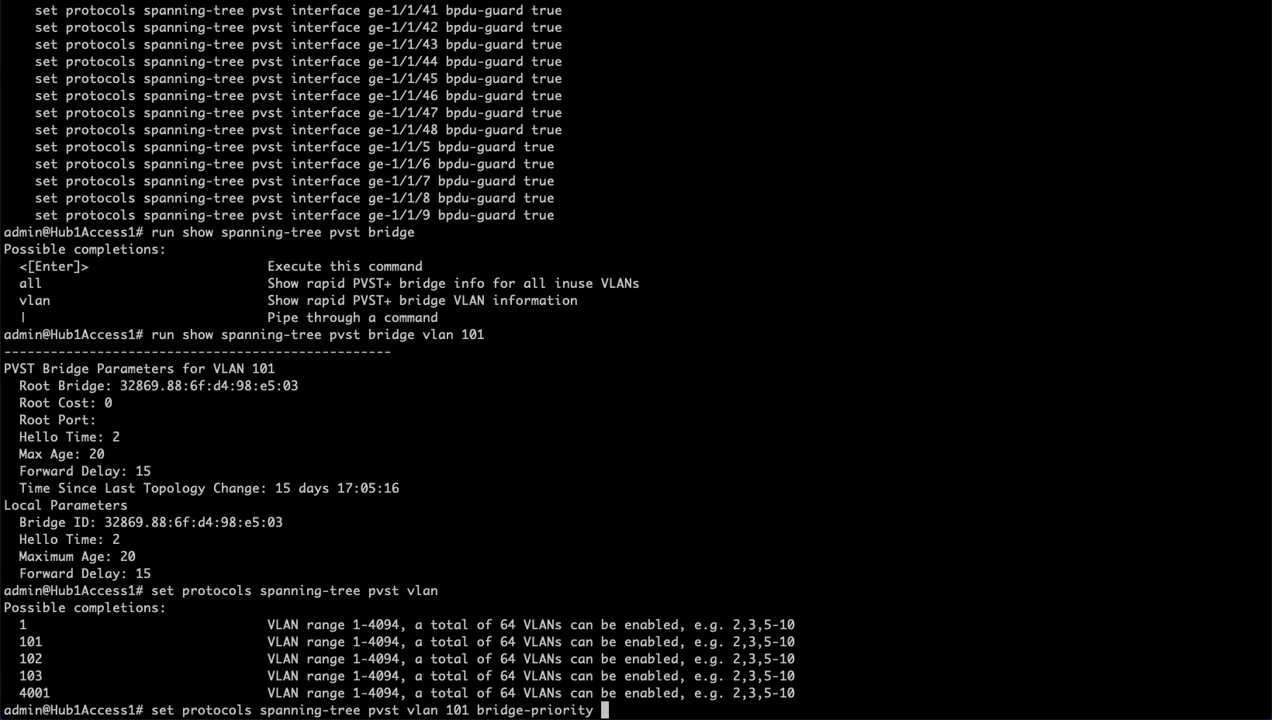 set protocols spanning-tree pvst interface ge-1/1/41 bpdu-guard true
set protocols spanning-tree pvst interface ge-1/1/42 bpdu-guard true
set protocols spanning-tree pvst interface ge-1/1/43 bpdu-guard true
set protocols spanning-tree pvst interface ge-1/1/44 bpdu-guard true
set protocols spanning-tree pvst interface ge-1/1/45 bpdu-guard true
set protocols spanning-tree pvst interface ge-1/1/46 bpdu-guard true
set protocols spanning-tree pvst interface ge-1/1/47 bpdu-guard true
set protocols spanning-tree pvst interface ge-1/1/48 bpdu-guard true
set protocols spanning-tree pvst interface ge-1/1/5 bpdu-guard true
set protocols spanning-tree pvst interface ge-1/1/6 bpdu-guard true
set protocols spanning-tree pvst interface ge-1/1/7 bpdu-guard true
set protocols spanning-tree pvst interface ge-1/1/8 bpdu-guard true
set protocols spanning-tree pvst interface ge-1/1/9 bpdu-guard true
admin@Hub1Access1# run show spanning-tree pvst bridge
Possible completions:
<[Enter]> Execute this command
all Show rapid PVST+ bridge info for all inuse VLANs
vlan Show rapid PVST+ bridge VLAN information
| Pipe through a command
admin@Hub1Access1# run show spanning-tree pvst bridge vlan 101
--------------------------------------------------
PVST Bridge Parameters for VLAN 101
Root Bridge: 32869.88:6f:d4:98:e5:03
Root Cost: 0
Root Port:
Hello Time: 2
Max Age: 20
Forward Delay: 15
Time Since Last Topology Change: 15 days 17:05:16
Local Parameters
Bridge ID: 32869.88:6f:d4:98:e5:03
Hello Time: 2
Maximum Age: 20
Forward Delay: 15
admin@Hub1Access1# set protocols spanning-tree pvst vlan
Possible completions:
1 VLAN range 1-4094, a total of 64 VLANs can be enabled, e.g. 2,3,5-10
101 VLAN range 1-4094, a total of 64 VLANs can be enabled, e.g. 2,3,5-10
102 VLAN range 1-4094, a total of 64 VLANs can be enabled, e.g. 2,3,5-10
103 VLAN range 1-4094, a total of 64 VLANs can be enabled, e.g. 2,3,5-10
4001 VLAN range 1-4094, a total of 64 VLANs can be enabled, e.g. 2,3,5-10
admin@Hub1Access1# set protocols spanning-tree pvst vlan 101 bridge-priority